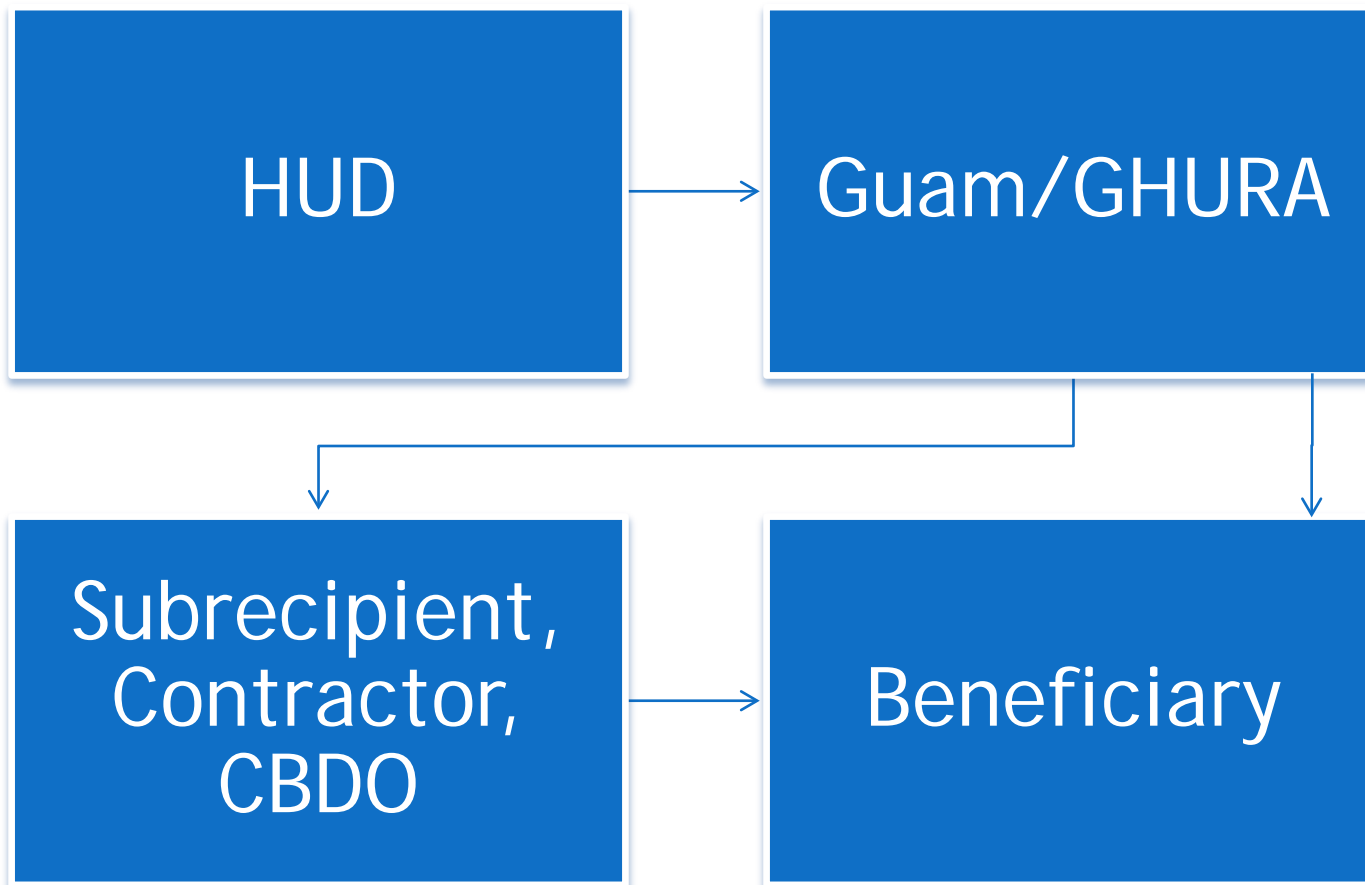 HUD
Guam/GHURA
Subrecipient,
Contractor,
CBDO
Beneficiary